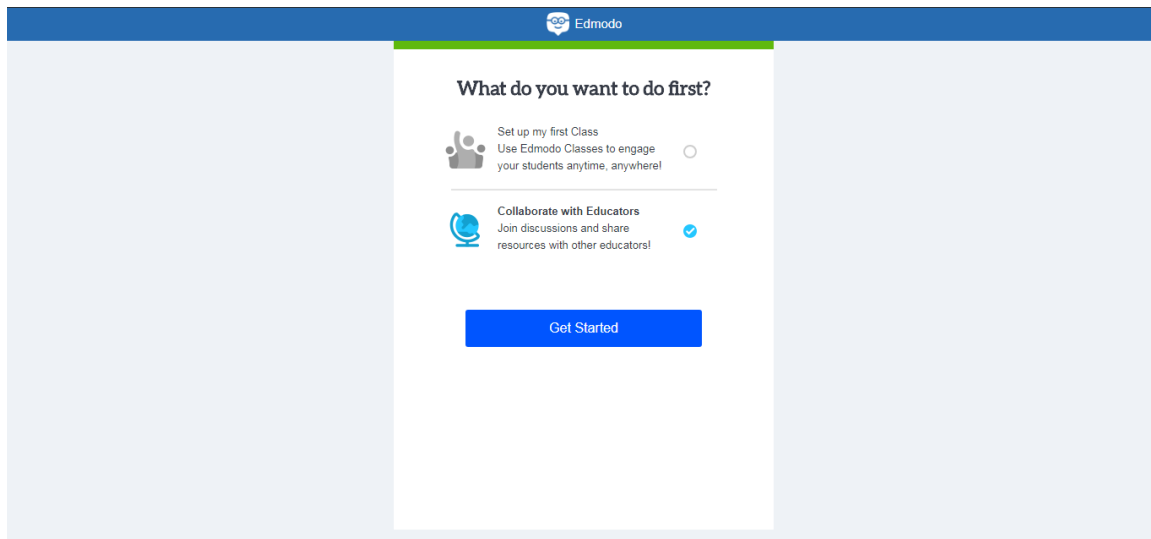 Edmodo
What do you want to do first?
Set up my first Class
Use Edmodo Classes to engage
your students anytime, anywhere!
Collaborate with Educators
Join discussions and share
resources with other educators!
Get Started